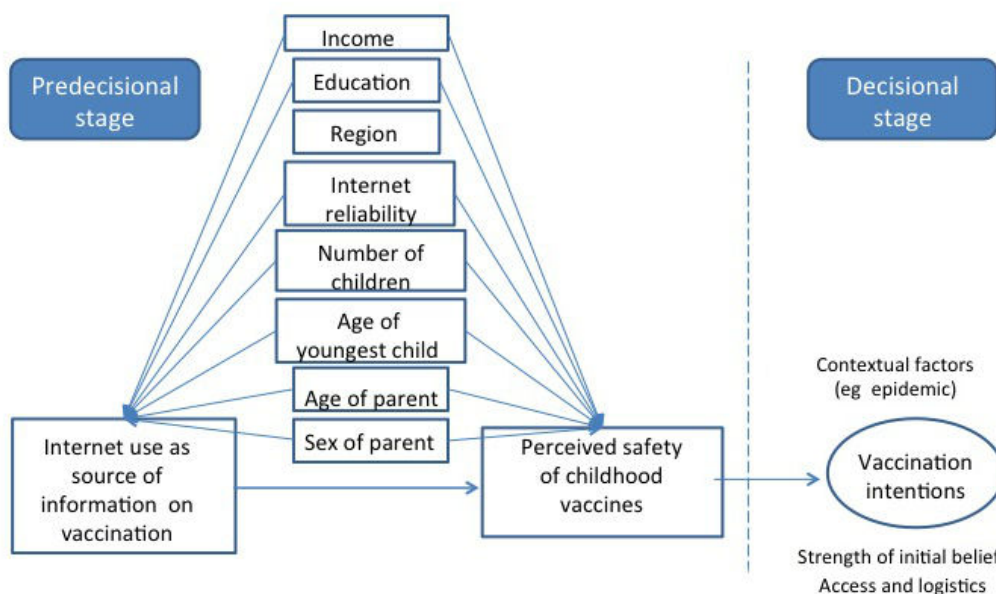 Predecisional
stage
Income
Education
Region
Internet
reliability
Number of
children
Age of
youngest child
Age of parent
Sex of parent
Internet use as
source of
information on
vaccination
Perceived safety
of childhood
vaccines
Decisional
stage
Contextual factors
(eg epidemic)
Vaccination
intentions
Strength of initial belief
Access and logistics